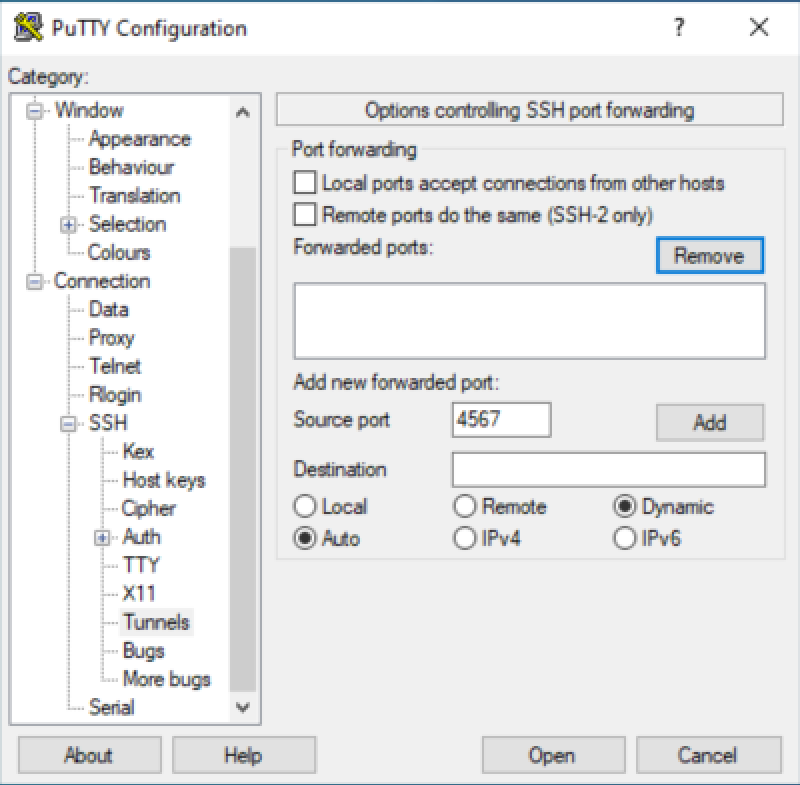 PuTTY Configuration
?
Category:
Window
Appearance
Behaviour
Translation
Selection
Colours
Connection
Data
Proxy
Telnet
Rlogin
SSH
Kex
Host keys
Cipher
Auth
TTY
X11
Tunnels
Bugs
More bugs
Serial
Options controlling SSH port forwarding
Port forwarding
Local ports accept connections from other hosts
Remote ports do the same (SSH-2 only)
Forwarded ports:
Remove
Add new forwarded port:
Source port 4567 Add
Destination
Local Remote Dynamic
Auto IPv4 IPv6
About Help Open Cancel